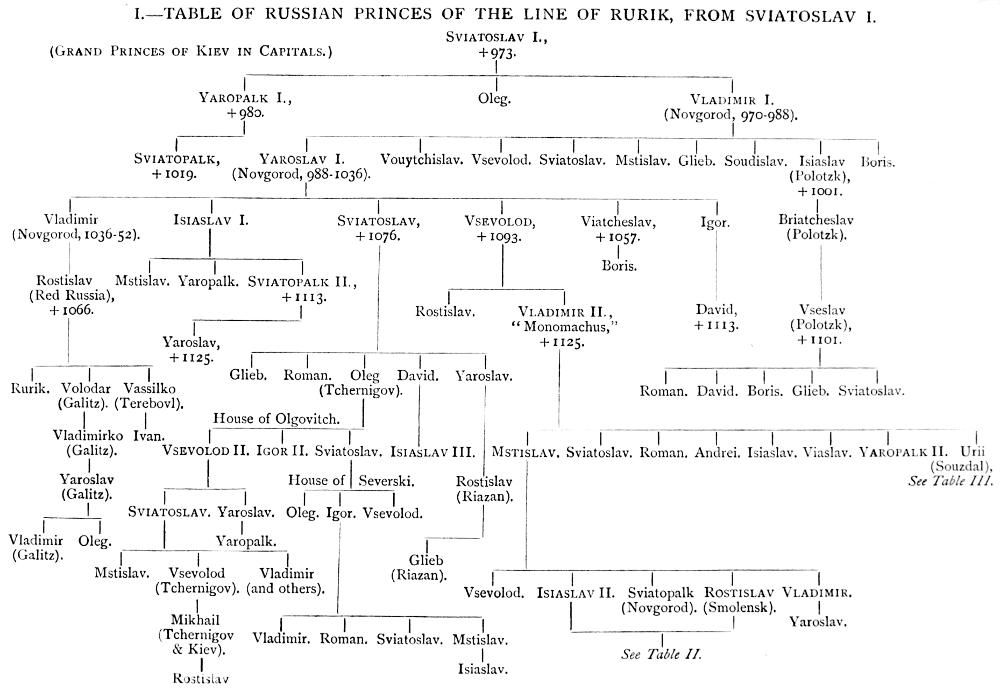 I.—TABLE OF RUSSIAN PRINCES OF THE LINE OF RURIK, FROM SVIATOSLAV I.
(GRAND PRINCES OF KIEV IN CAPITALS.)
SVIATOSLAV I.,
+973.
YAROPALK I.,
+980.
Oleg.
VLADIMIR I.
(Novgorod, 970-988).
SVIATOPALK,
+1019.
YAROSLAV I.
(Novgorod, 988-1036).
Vouytchislav. Vsevolod. Sviatoslav. Mstislav. Glieb. Soudislav.
Isiaslav
(Polotzk),
+1001.
Boris.
Vladimir
(Novgorod, 1036-52).
ISIASLAV I.
SVIATOSLAV,
+1076.
VSEVOLOD,
+1093.
Viatcheslav,
+1057.
Igor.
Briatcheslav
(Polotzk).
Boris.
Rostislav
(Red Russia),
+1066.
Mstislav. Yaropalk. SVIATOPALK II.,
+1113.
Rostislav.
VLADIMIR II.,
"Monomachus,"
+1125.
David,
+1113.
Vseslav
(Polotzk),
+1101.
Yaroslav,
+1125.
Rurik.
Volodar
(Galitz).
Vassilko
(Terebovl).
Glieb. Roman.
Oleg
(Tchernigov).
David. Yaroslav.
Roman. David. Boris. Glieb. Sviatoslav.
House of Olgovitch.
Vladimirko
(Galitz).
Ivan.
VSEVOLOD II. IGOR II. Sviatoslav. ISIASLAV III.
MSTISLAV. Sviatoslav. Roman. Andrei. Isiaslav. Viaslav. YAROPALK II.
Urii
(Souzdal),
See Table III.
Yaroslav
(Galitz).
House of Severski.
Rostislav
(Riazan).
SVIATOSLAV. Yaroslav. Oleg. Igor. Vsevolod.
Vladimir
(Galitz).
Oleg.
Yaropalk.
Glieb
(Riazan).
Mstislav.
Vsevolod
(Tchernigov).
Vladimir
(and others).
Vsevolod. ISIASLAV II.
Sviatopalk
(Novgorod).
ROSTISLAV
(Smolensk).
VLADIMIR.
Yaroslav.
Mikhail
(Tchernigov
& Kiev).
Vladimir. Roman. Sviatoslav. Mstislav.
See Table II.
Isiaslav.
Rostislav